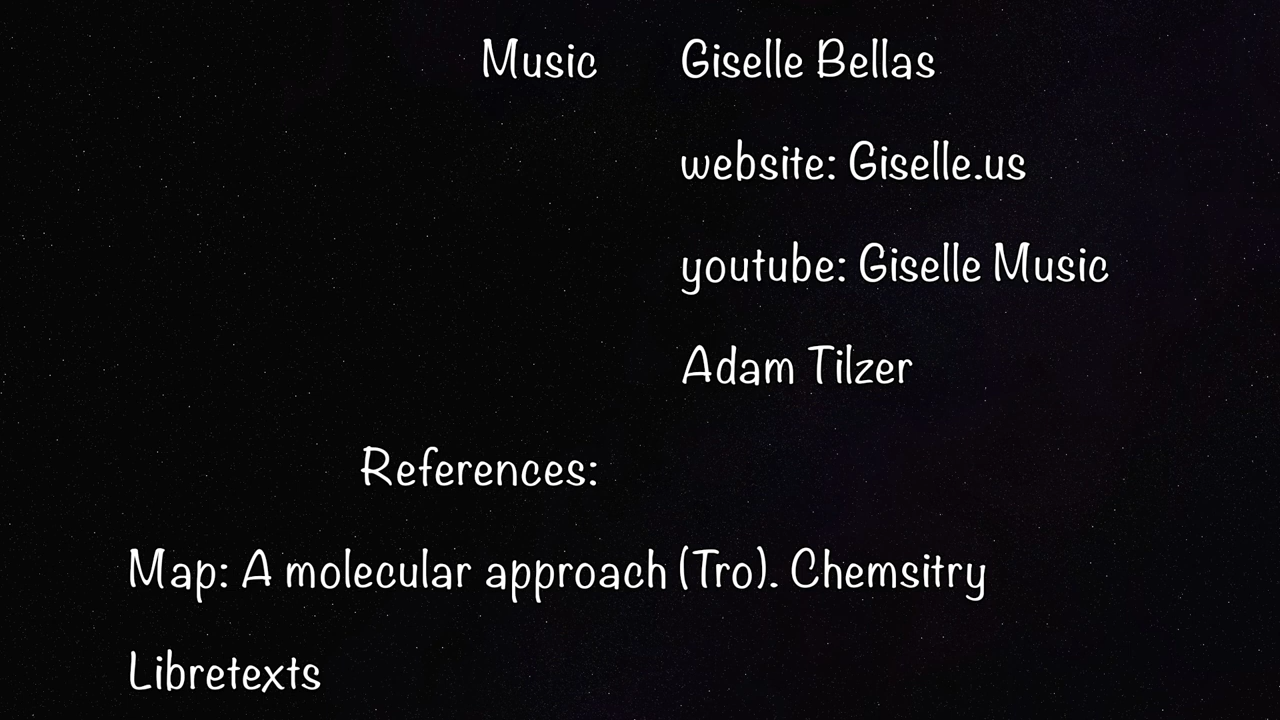 Music Giselle Bellas
website: Giselle.us
youtube: Giselle Music
Adam Tilzer
References:
Map: A molecular approach (Tro). Chemsitry
Libretexts